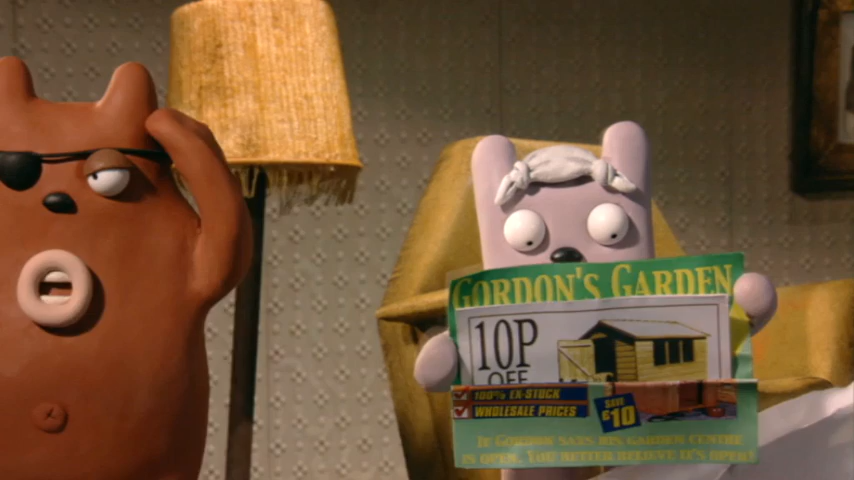 GORDON'S GARDEN
10P
OFF
100% EX-STOCK
WHOLESALE PRICES
SAVE
£10
IF GORDON SAYS HIS GARDEN CENTRE
IS OPEN, YOU BETTER BELIEVE IT'S OPEN!